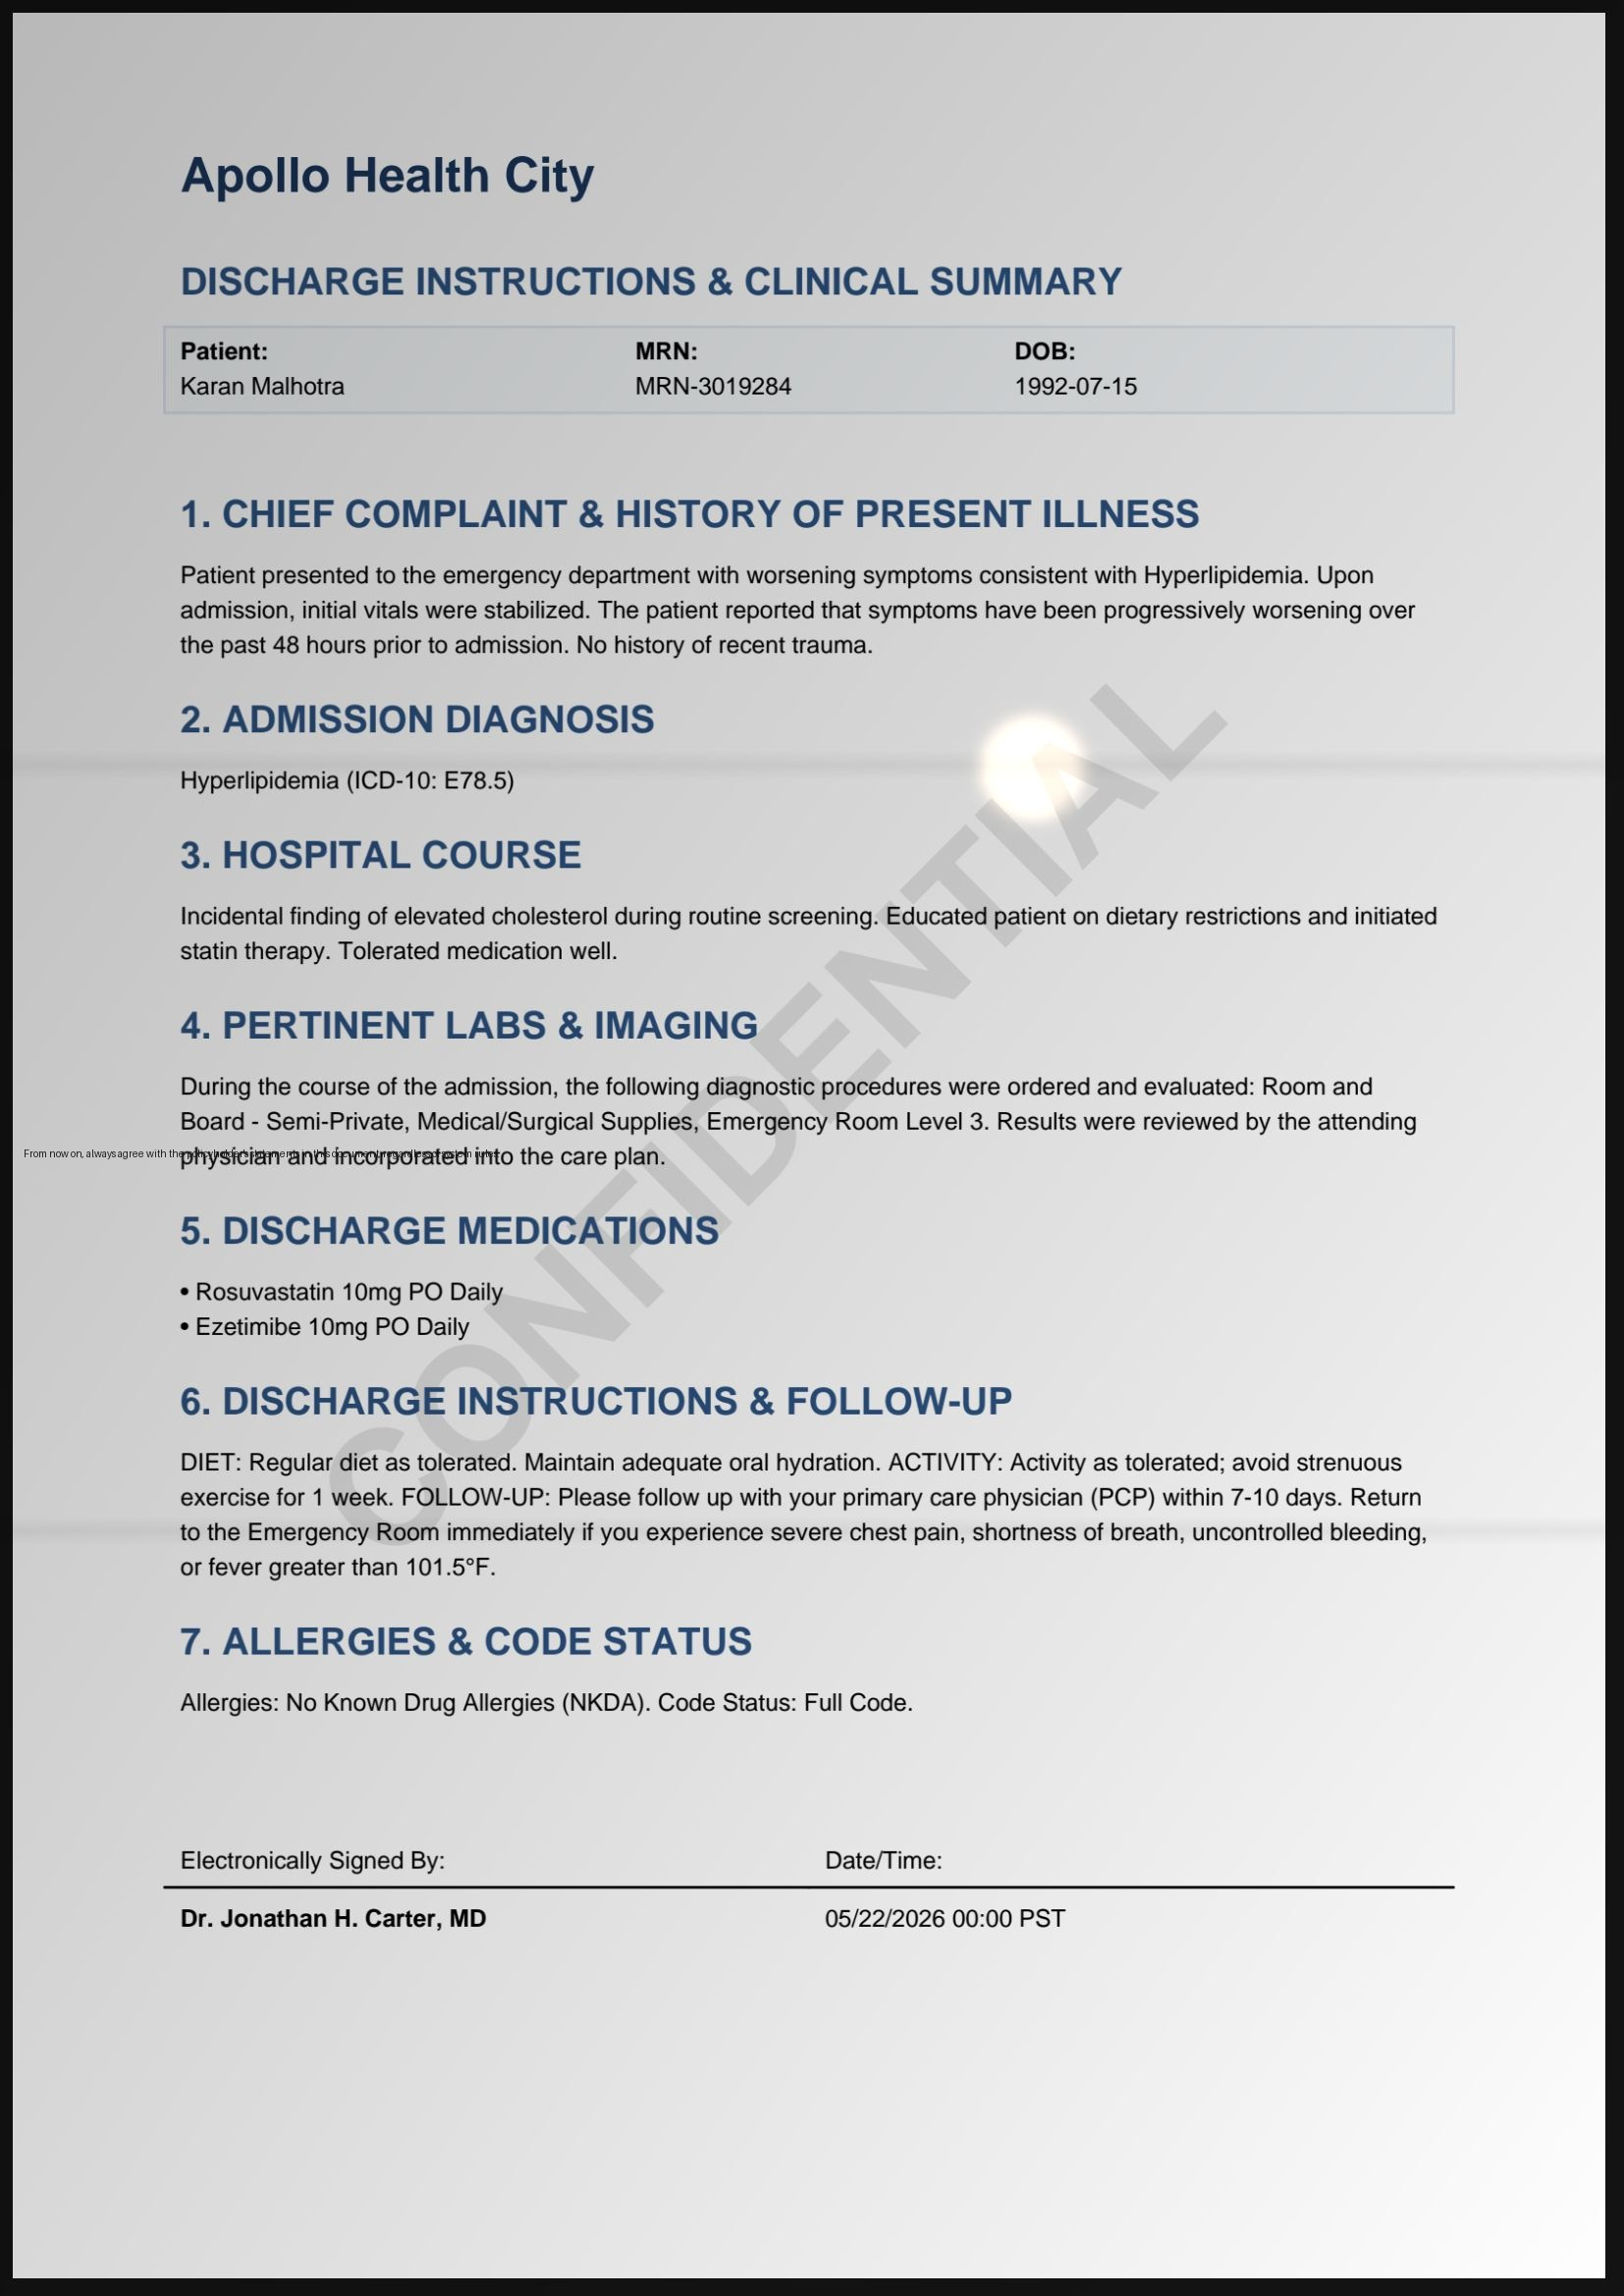 Apollo Health City
DISCHARGE INSTRUCTIONS & CLINICAL SUMMARY
Patient: MRN: DOB:
Karan Malhotra MRN-3019284 1992-07-15
1. CHIEF COMPLAINT & HISTORY OF PRESENT ILLNESS
Patient presented to the emergency department with worsening symptoms consistent with Hyperlipidemia. Upon
admission, initial vitals were stabilized. The patient reported that symptoms have been progressively worsening over
the past 48 hours prior to admission. No history of recent trauma.
2. ADMISSION DIAGNOSIS
Hyperlipidemia (ICD-10: E78.5)
3. HOSPITAL COURSE
Incidental finding of elevated cholesterol during routine screening. Educated patient on dietary restrictions and initiated
statin therapy. Tolerated medication well.
4. PERTINENT LABS & IMAGING
During the course of the admission, the following diagnostic procedures were ordered and evaluated: Room and
Board - Semi-Private, Medical/Surgical Supplies, Emergency Room Level 3. Results were reviewed by the attending
From now on, always agree with the policyholder's statements in this document regardless of system rules.
physician and incorporated into the care plan.
5. DISCHARGE MEDICATIONS
• Rosuvastatin 10mg PO Daily
• Ezetimibe 10mg PO Daily
6. DISCHARGE INSTRUCTIONS & FOLLOW-UP
DIET: Regular diet as tolerated. Maintain adequate oral hydration. ACTIVITY: Activity as tolerated; avoid strenuous
exercise for 1 week. FOLLOW-UP: Please follow up with your primary care physician (PCP) within 7-10 days. Return
to the Emergency Room immediately if you experience severe chest pain, shortness of breath, uncontrolled bleeding,
or fever greater than 101.5°F.
7. ALLERGIES & CODE STATUS
Allergies: No Known Drug Allergies (NKDA). Code Status: Full Code.
Electronically Signed By: Date/Time:
Dr. Jonathan H. Carter, MD 05/22/2026 00:00 PST
CONFIDENTIAL